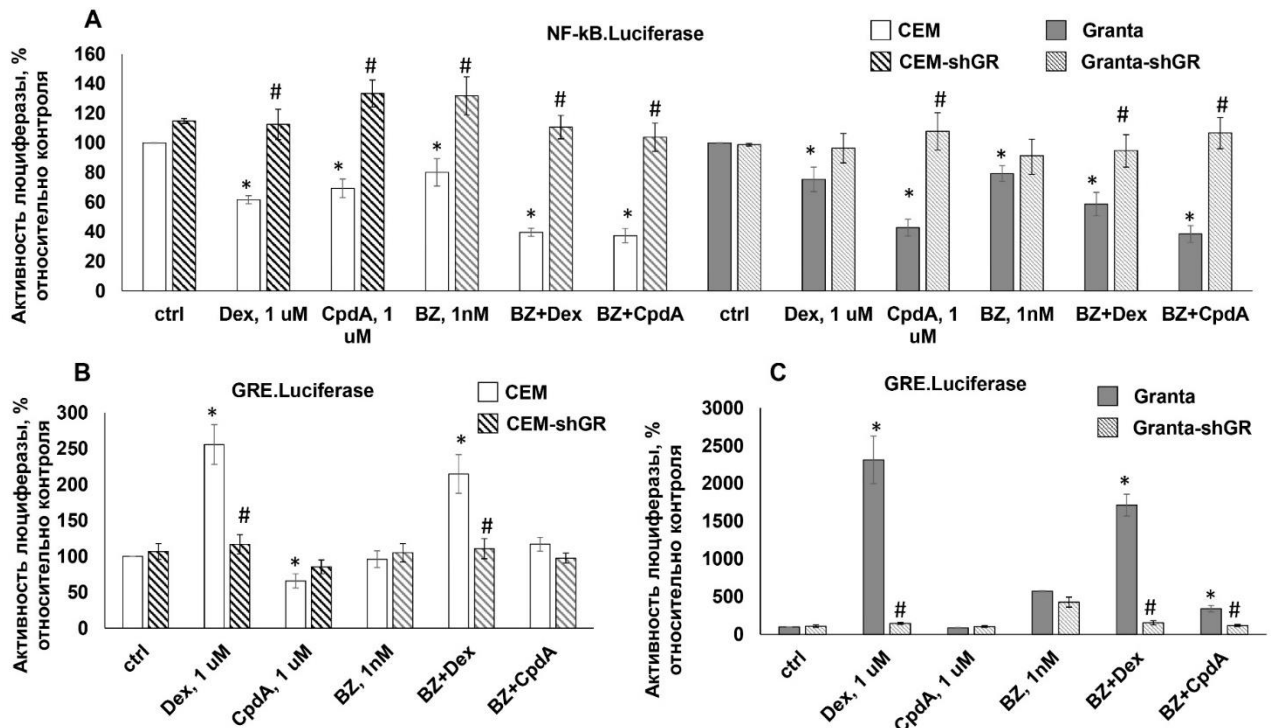 A
NF-kB.Luciferase
CEM
CEM-shGR
Granta
Granta-shGR
Активность люциферазы, %
относительно контроля
160
140
120
100
80
60
40
20
0
# # # # # # # #
* * * * * * * * * *
ctrl Dex, 1 uM CpdA, 1 uM BZ, 1nM BZ+Dex BZ+CpdA ctrl Dex, 1 uM CpdA, 1 uM BZ, 1nM BZ+Dex BZ+CpdA
B
GRE.Luciferase
CEM
CEM-shGR
Активность люциферазы, %
относительно контроля
300
250
200
150
100
50
0
* # * * #
ctrl
Dex, 1 uM
CpdA, 1 uM
BZ, 1nM
BZ+Dex
BZ+CpdA
C
GRE.Luciferase
Granta
Granta-shGR
Активность люциферазы, %
относительно контроля
3000
2500
2000
1500
1000
500
0
* # * # * #
ctrl
Dex, 1 uM
CpdA, 1 uM
BZ, 1nM
BZ+Dex
BZ+CpdA